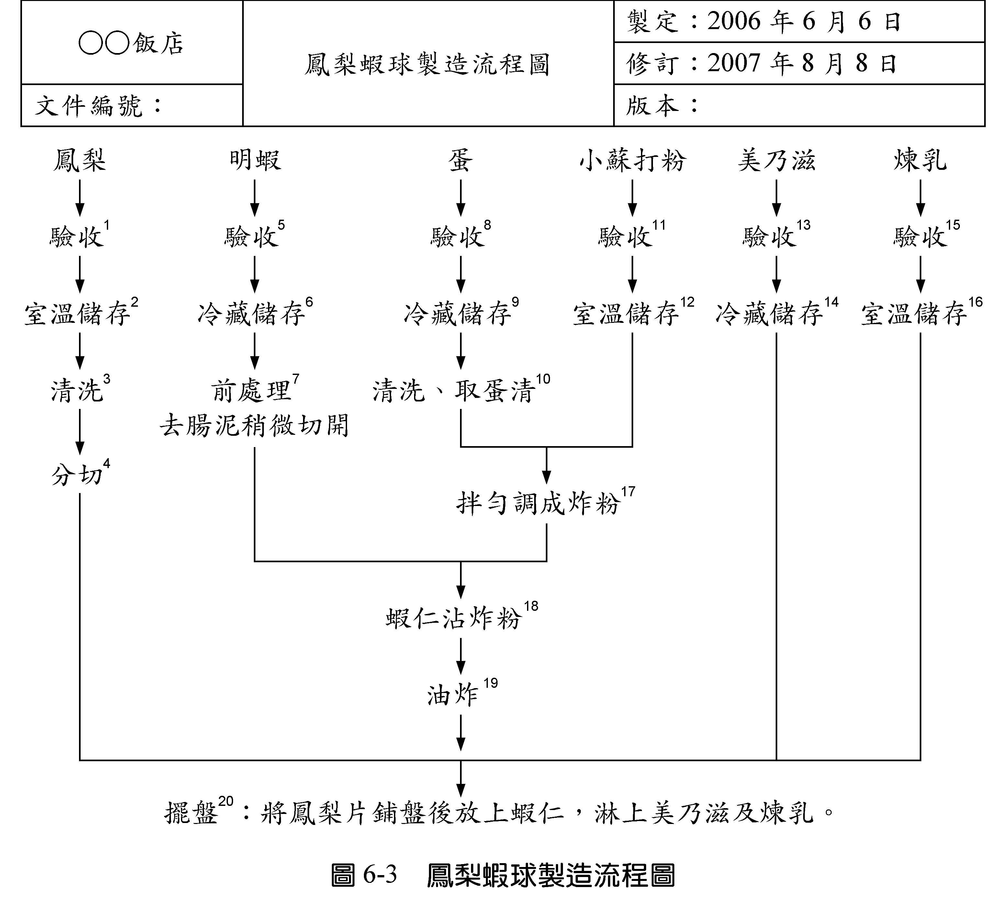 ○○飯店
文件編號：
鳳梨蝦球製造流程圖
製定：2006 年 6 月 6 日
修訂：2007 年 8 月 8 日
版本：
鳳梨 明蝦 蛋 小蘇打粉 美乃滋 煉乳
驗收1 驗收5 驗收8 驗收11 驗收13 驗收15
室溫儲存2 冷藏儲存6 冷藏儲存9 室溫儲存12 冷藏儲存14 室溫儲存16
清洗3 前處理7 清洗、取蛋清10
去腸泥稍微切開
分切4
拌勻調成炸粉17
蝦仁沾炸粉18
油炸19
擺盤20：將鳳梨片鋪盤後放上蝦仁，淋上美乃滋及煉乳。
圖 6-3 鳳梨蝦球製造流程圖